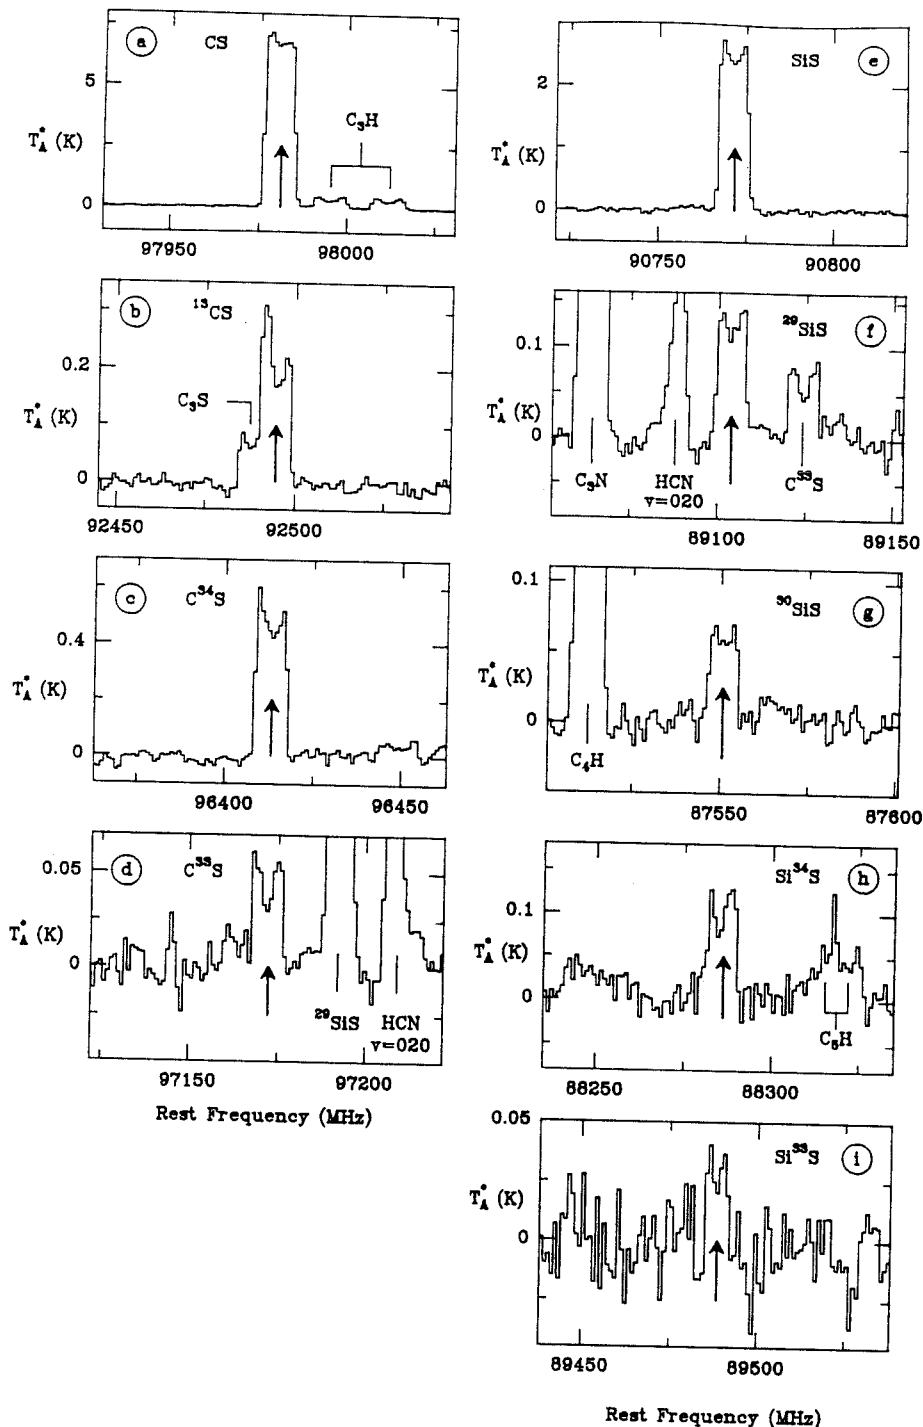 a CS
5
C₃H
T*A (K)
0
97950 98000
b ¹³CS
0.2
C₃S
T*A (K)
0
92450 92500
c C³⁴S
0.4
T*A (K)
0
96400 96450
d C³³S
0.05
T*A (K)
0
²⁹SiS HCN
v=020
97150 97200
Rest Frequency (MHz)
SiS e
2
T*A (K)
0
90750 90800
²⁹SiS f
0.1
T*A (K)
0
C₃N HCN C³³S
v=020
89100 89150
0.1
³⁰SiS g
T*A (K)
0
C₄H
87550 87600
Si³⁴S h
0.1
T*A (K)
0
C₅H
88250 88300
0.05
Si³³S i
T*A (K)
0
89450 89500
Rest Frequency (MHz)